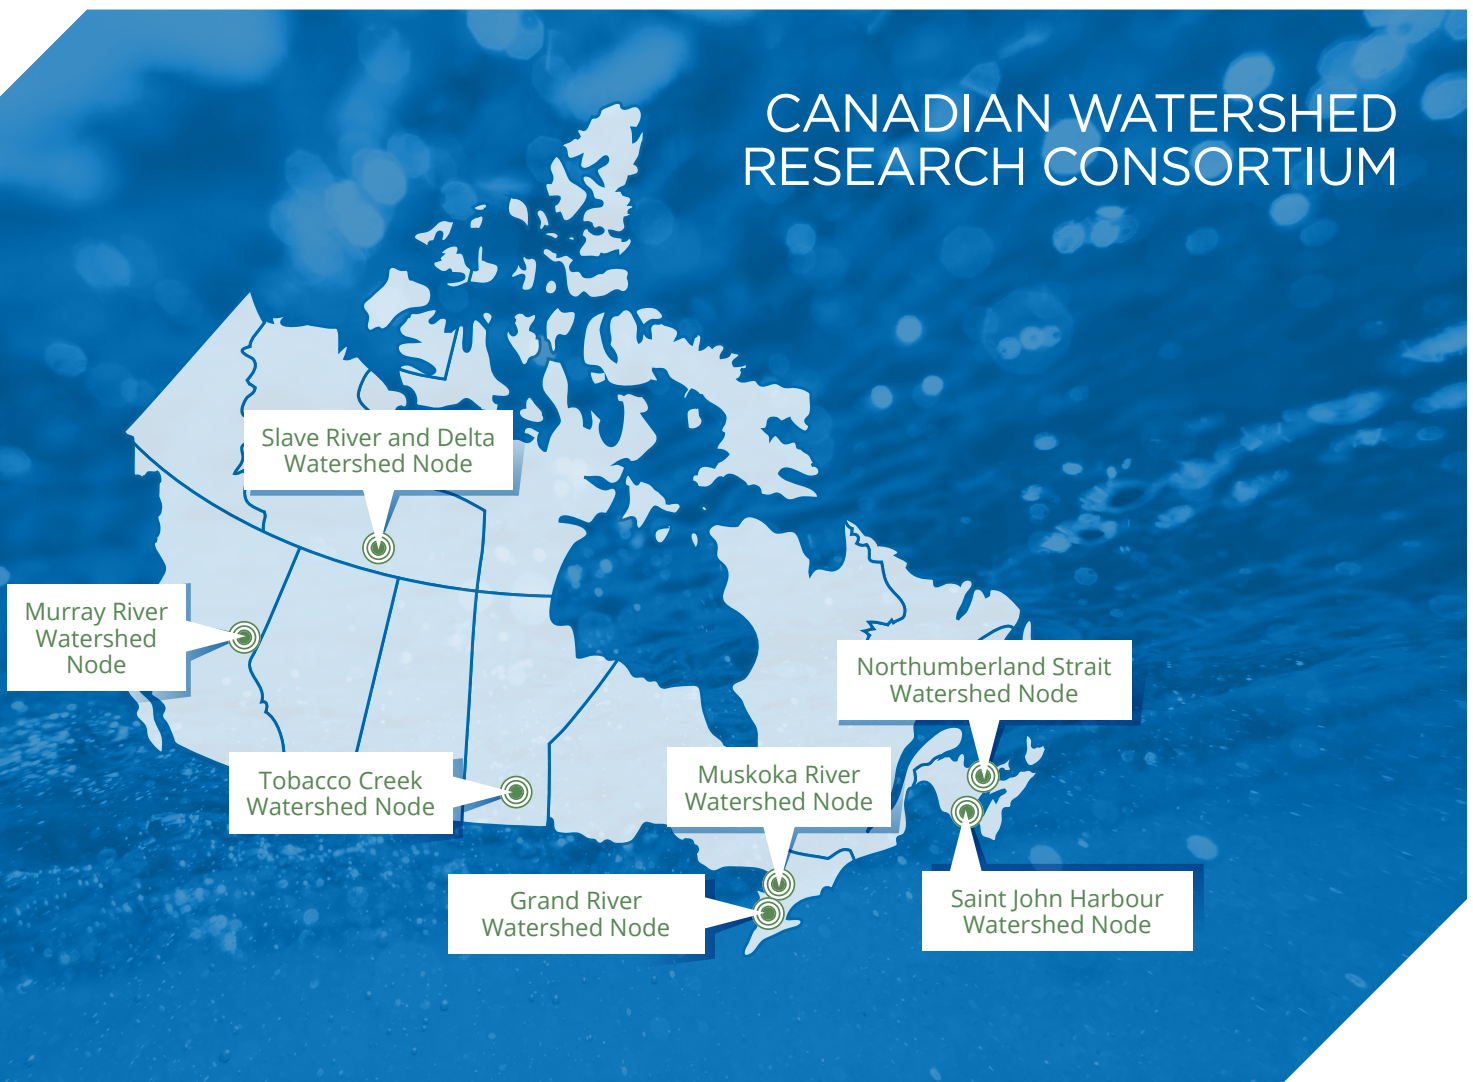 CANADIAN WATERSHED
RESEARCH CONSORTIUM
Slave River and Delta
Watershed Node
Murray River
Watershed
Node
Northumberland Strait
Watershed Node
Tobacco Creek
Watershed Node
Muskoka River
Watershed Node
Grand River
Watershed Node
Saint John Harbour
Watershed Node